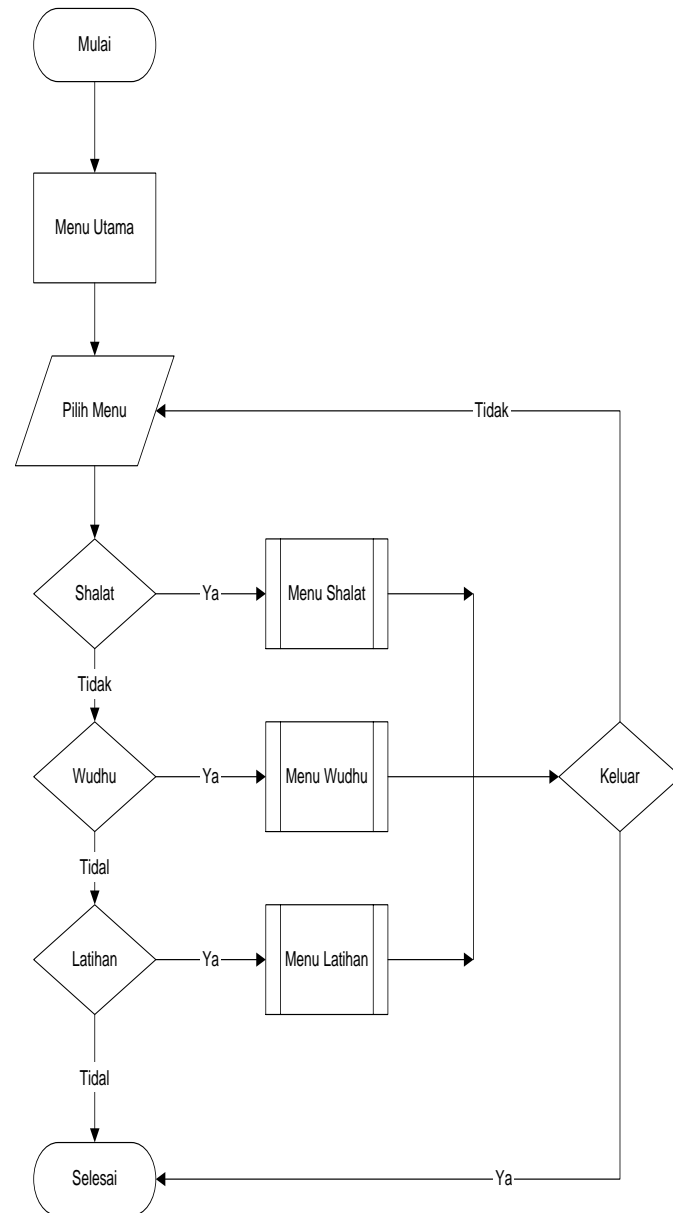 Mulai
Menu Utama
Pilih Menu
Tidak
Shalat
Ya
Menu Shalat
Tidak
Wudhu
Ya
Menu Wudhu
Keluar
Tidal
Latihan
Ya
Menu Latihan
Tidal
Selesai
Ya